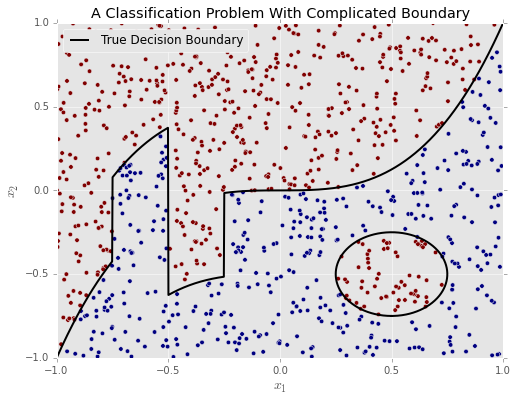 A Classification Problem With Complicated Boundary
True Decision Boundary
1.0
0.5
0.0
−0.5
−1.0
x₂
−1.0 −0.5 0.0 0.5 1.0
x₁